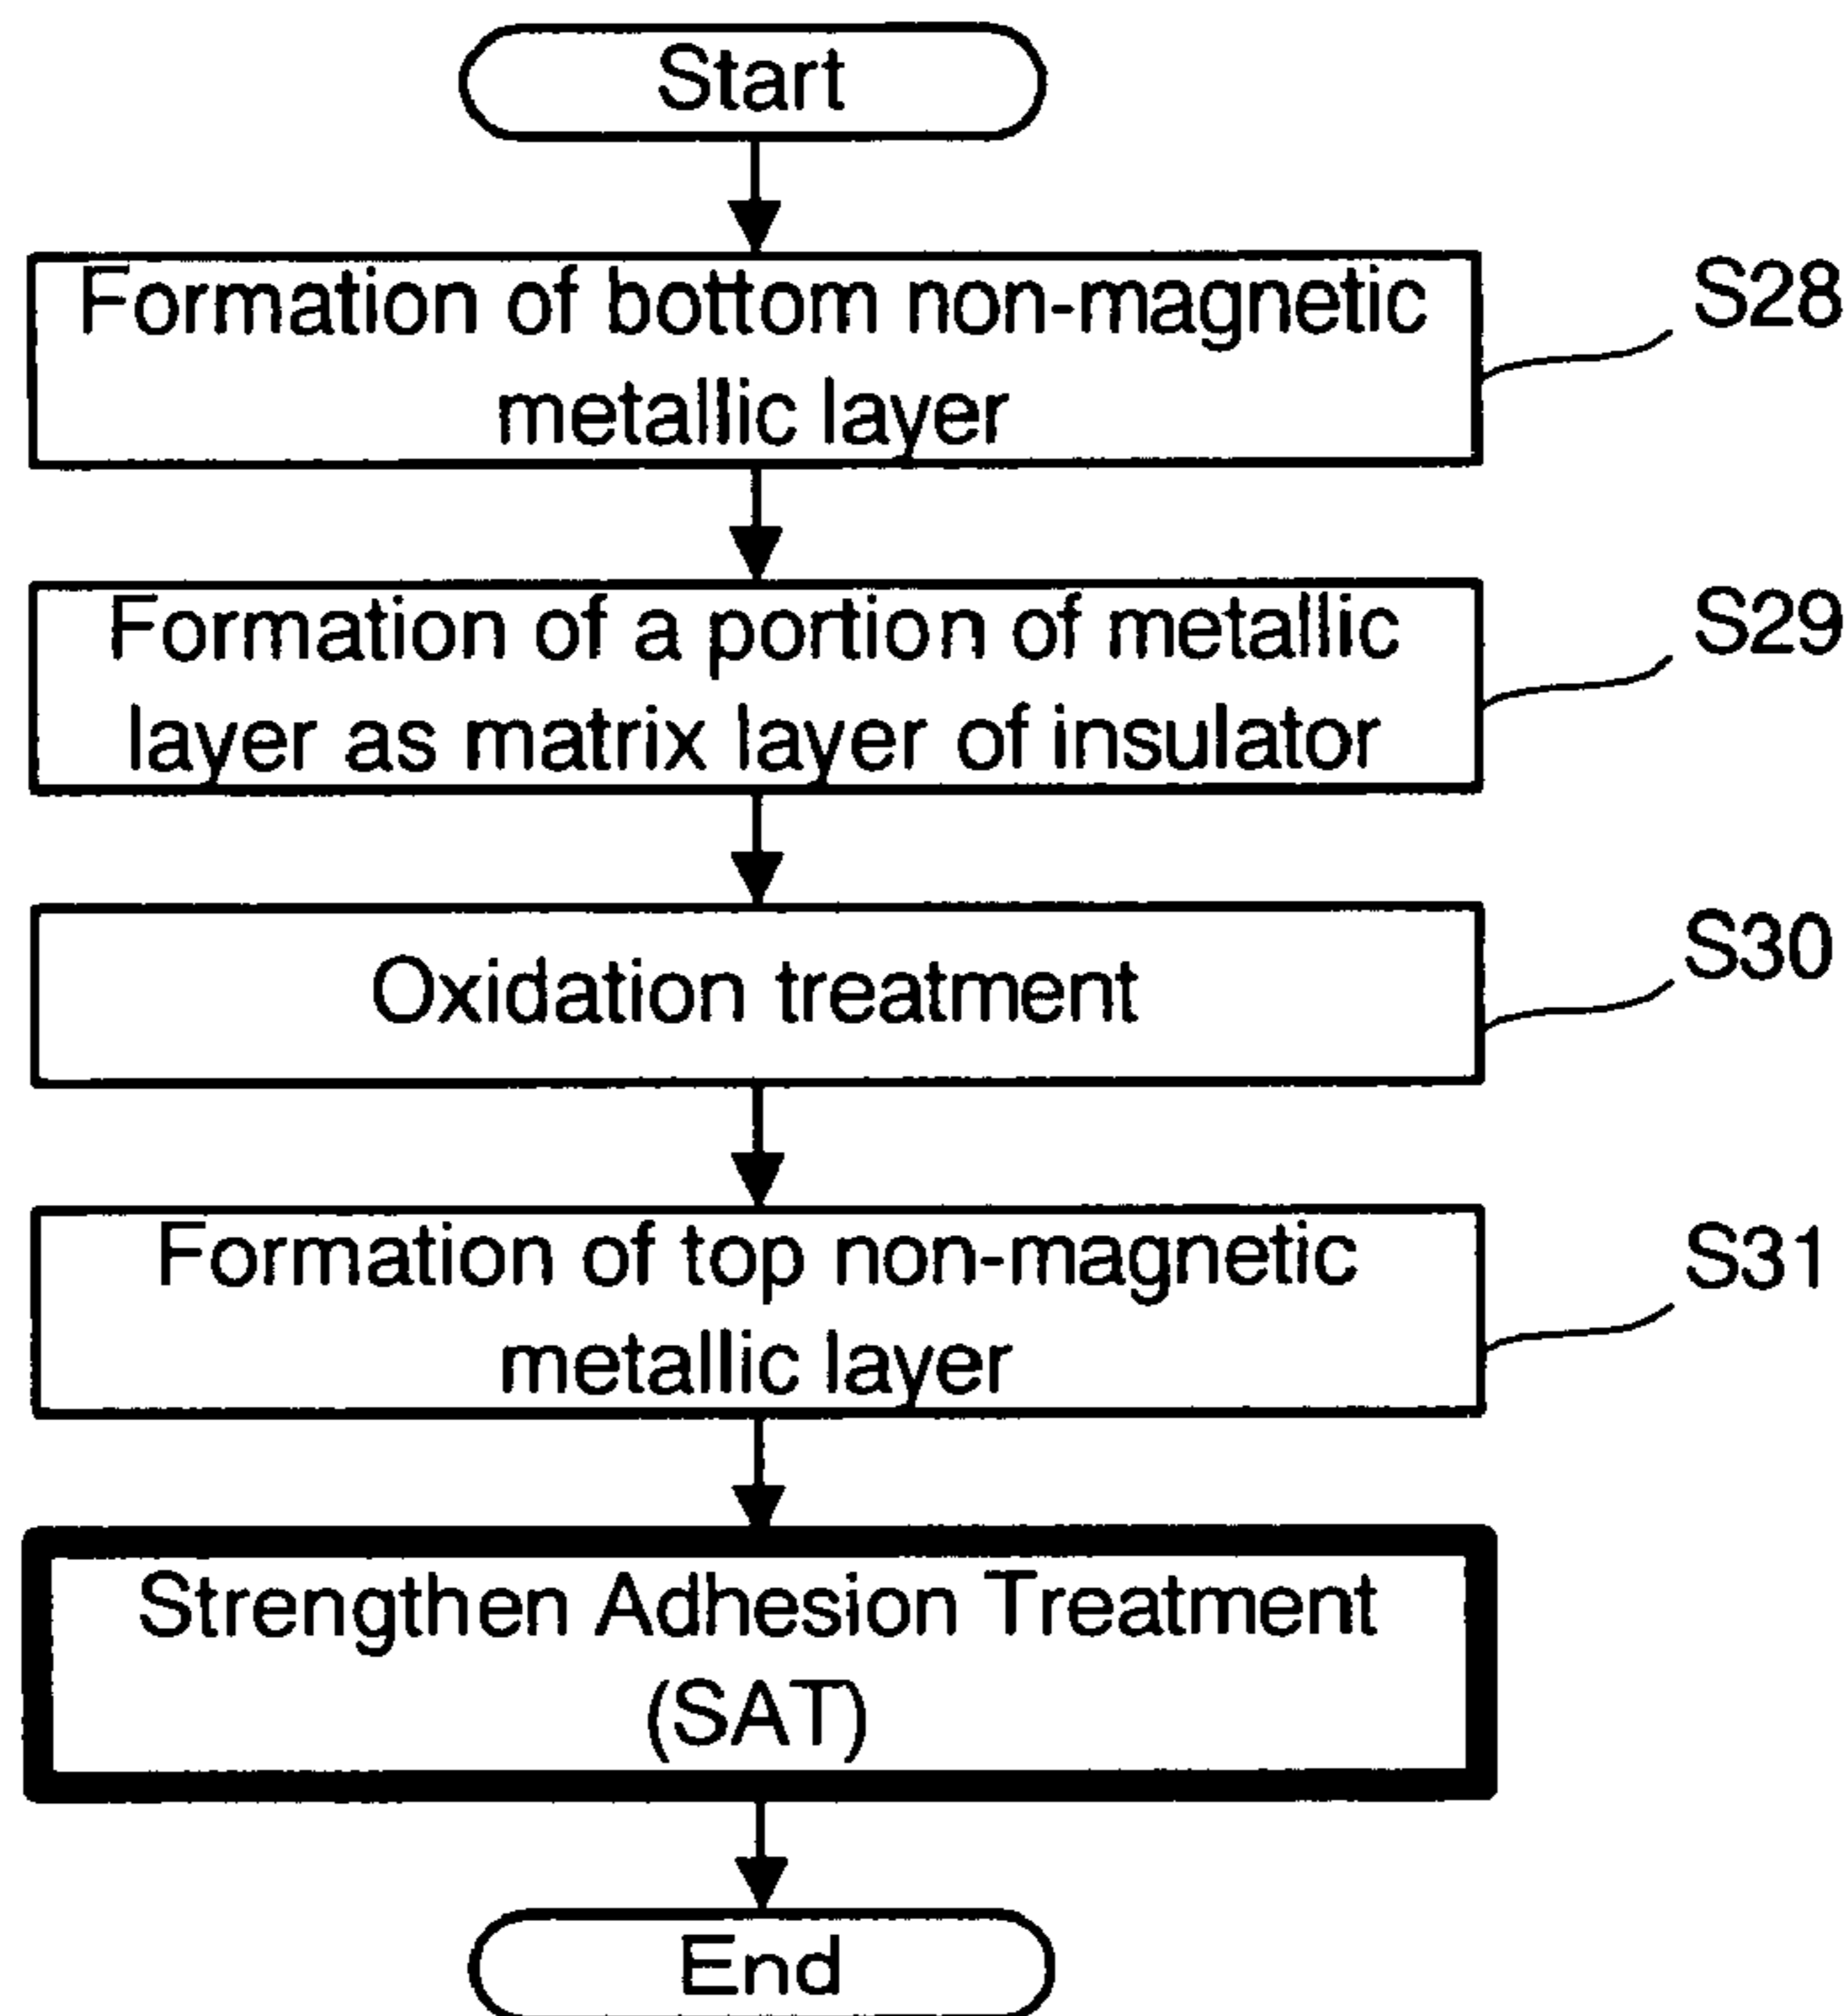 Start
Formation of bottom non-magnetic
metallic layer
S28
Formation of a portion of metallic
layer as matrix layer of insulator
S29
Oxidation treatment
S30
Formation of top non-magnetic
metallic layer
S31
Strengthen Adhesion Treatment
(SAT)
End